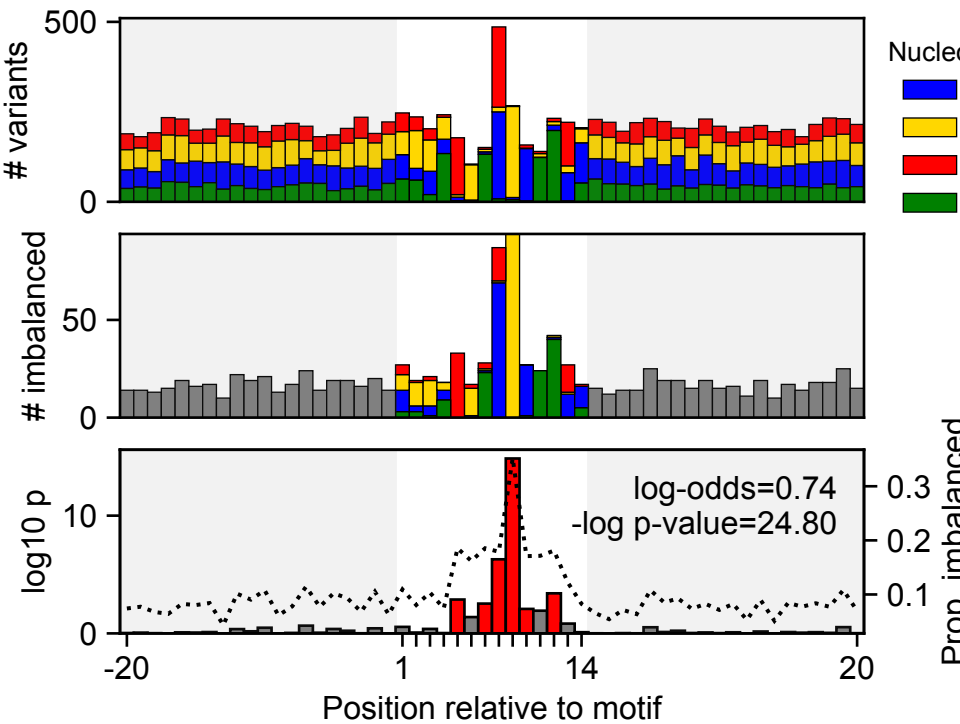 500
0
# variants
Nucleo
50
0
# imbalanced
10
0
log10 p
log-odds=0.74
-log p-value=24.80
0.3
0.2
0.1
Prop. imbalanced
-20
1
14
20
Position relative to motif